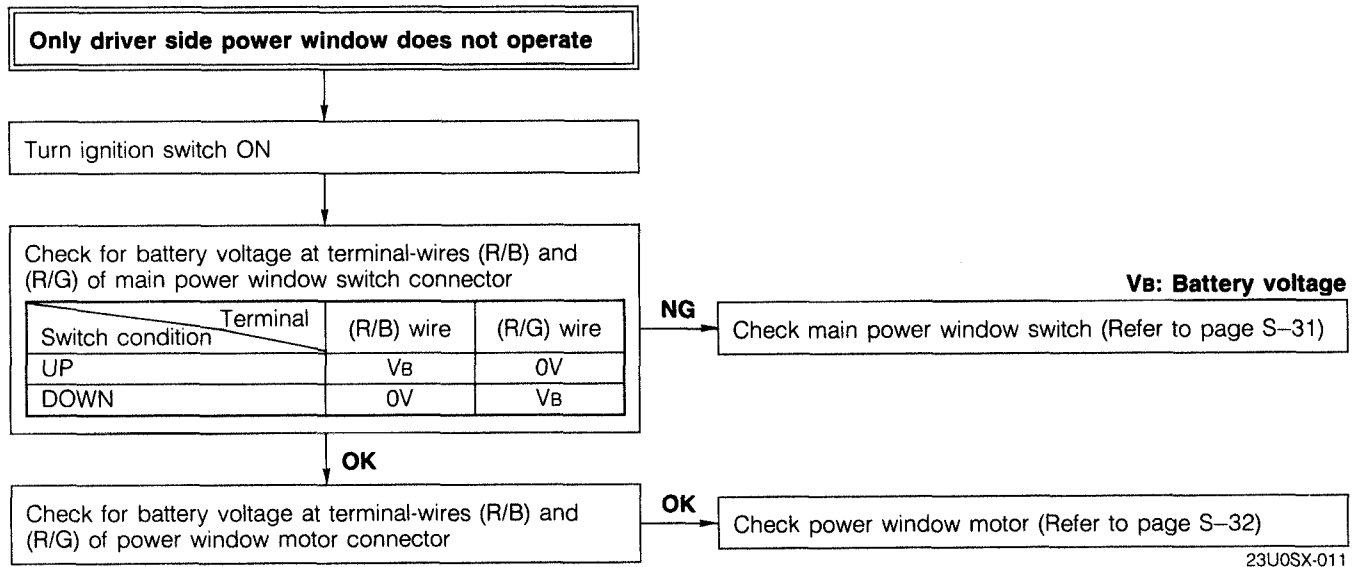 Only driver side power window does not operate
Turn ignition switch ON
Check for battery voltage at terminal-wires (R/B) and
(R/G) of main power window switch connector
Terminal
Switch condition
(R/B) wire
(R/G) wire
UP
VB
0V
DOWN
0V
VB
NG
VB: Battery voltage
Check main power window switch (Refer to page S–31)
OK
Check for battery voltage at terminal-wires (R/B) and
(R/G) of power window motor connector
OK
Check power window motor (Refer to page S–32)
23U0SX-011